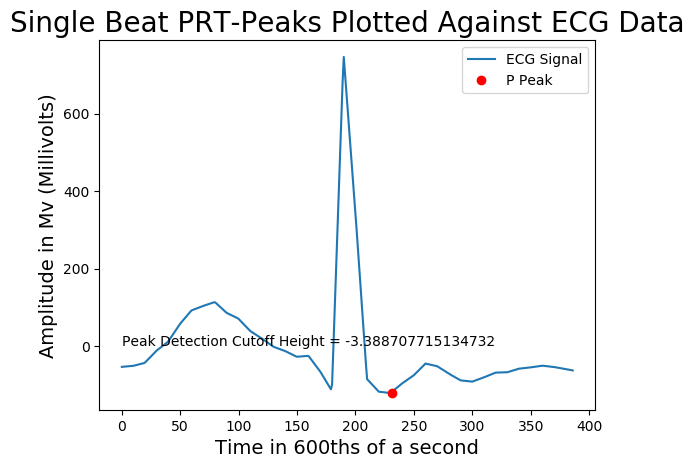 Single Beat PRT-Peaks Plotted Against ECG Data
ECG Signal
P Peak
600
400
200
0
Amplitude in Mv (Millivolts)
Peak Detection Cutoff Height = -3.388707715134732
0 50 100 150 200 250 300 350 400
Time in 600ths of a second